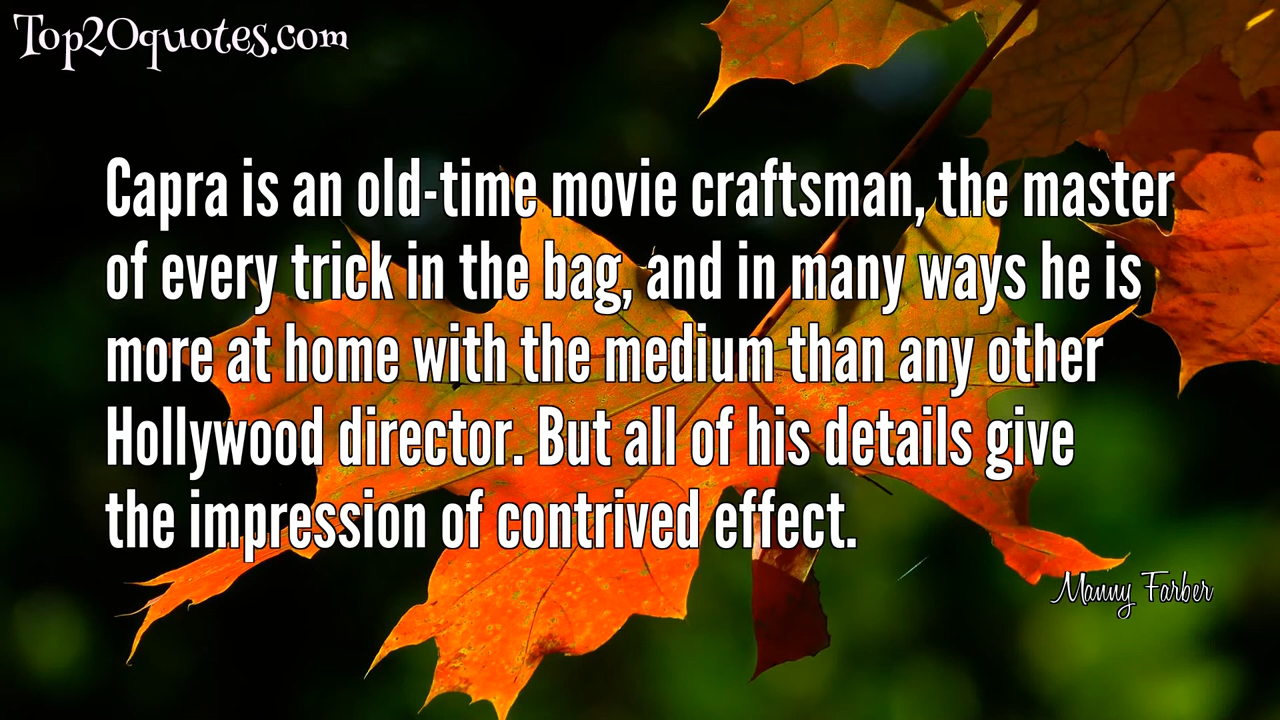 Top20quotes.com
Capra is an old-time movie craftsman, the master
of every trick in the bag, and in many ways he is
more at home with the medium than any other
Hollywood director. But all of his details give
the impression of contrived effect.
Manny Farber